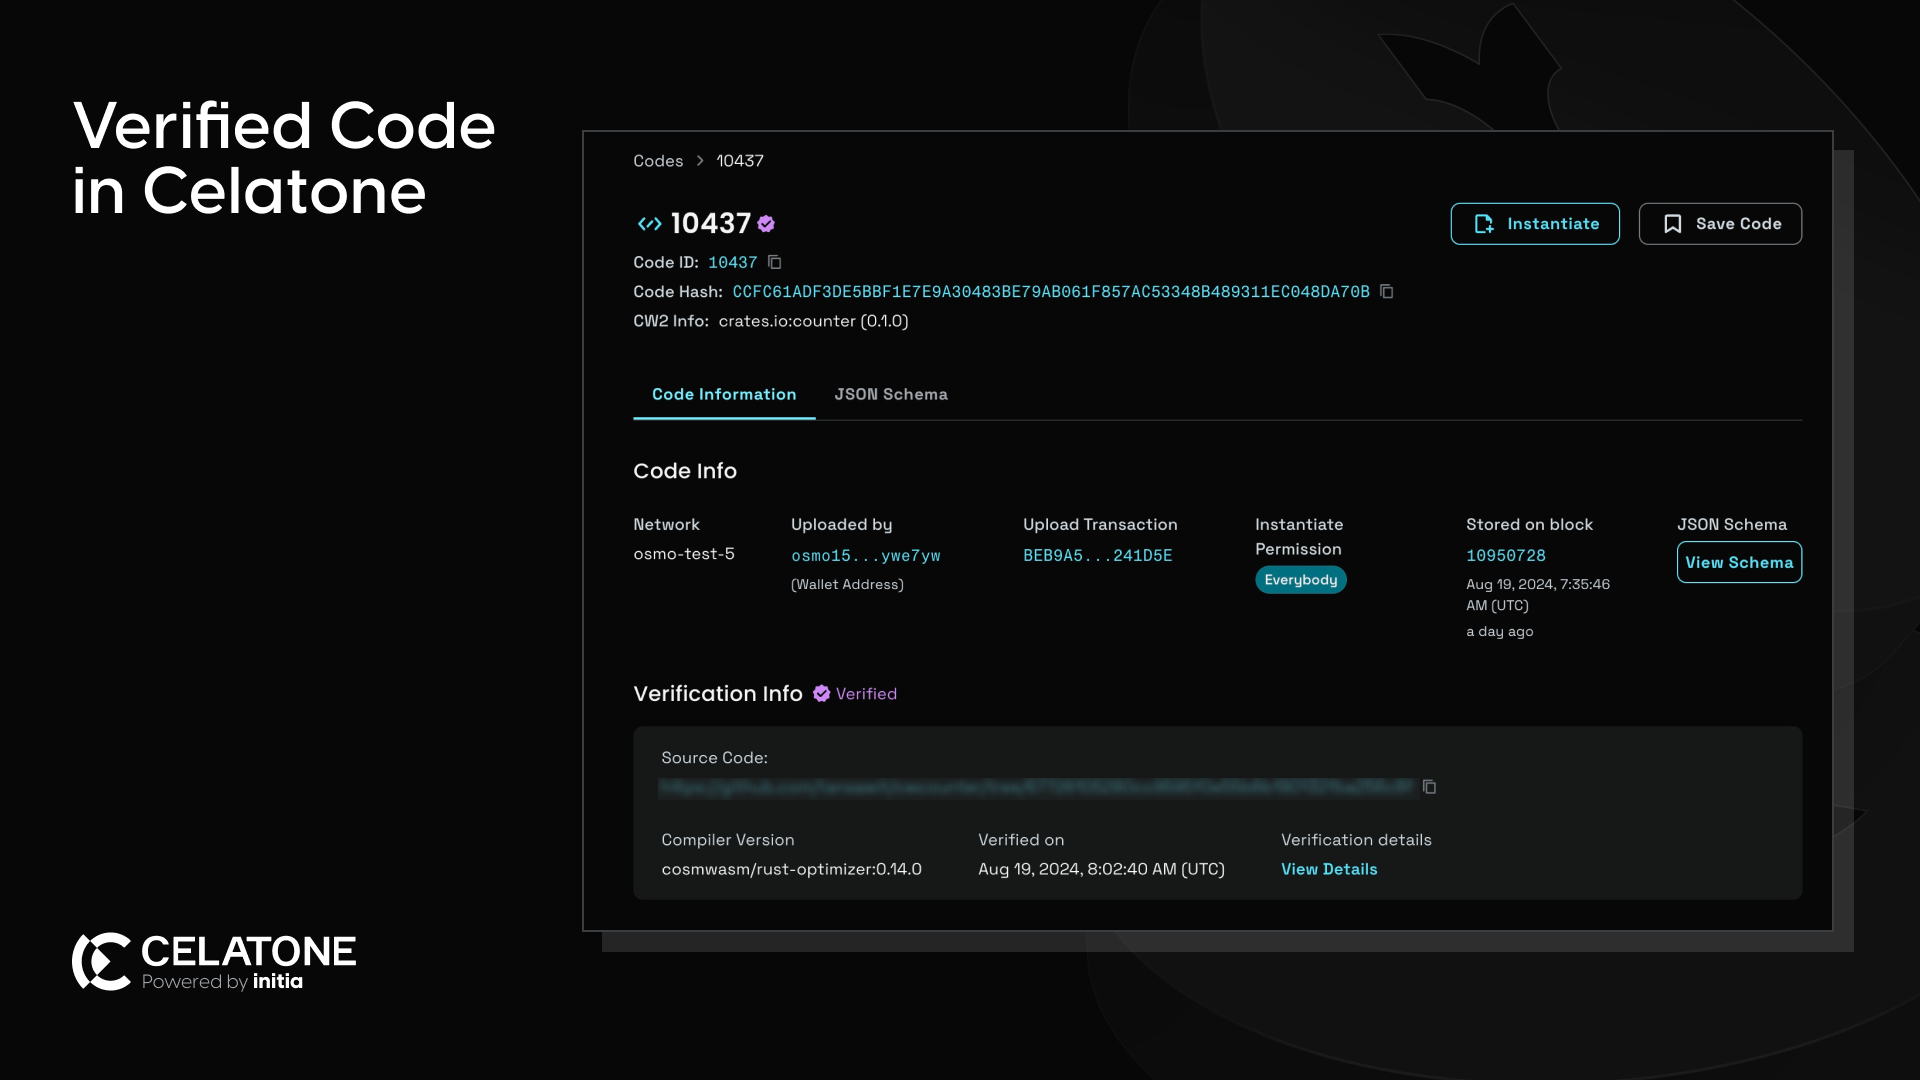 Verified Code
in Celatone
Codes > 10437
10437
Instantiate
Save Code
Code ID: 10437
Code Hash: CCFC61ADF3DE5BBF1E7E9A30483BE79AB061F857AC53348B489311EC048DA70B
CW2 Info: crates.io:counter (0.1.0)
Code Information
JSON Schema
Code Info
Network
osmo-test-5
Uploaded by
osmo15...ywe7yw
(Wallet Address)
Upload Transaction
BEB9A5...241D5E
Instantiate
Permission
Everybody
Stored on block
10950728
Aug 19, 2024, 7:35:46
AM (UTC)
a day ago
JSON Schema
View Schema
Verification Info Verified
Source Code:
Compiler Version
cosmwasm/rust-optimizer:0.14.0
Verified on
Aug 19, 2024, 8:02:40 AM (UTC)
Verification details
View Details
CELATONE
Powered by initia